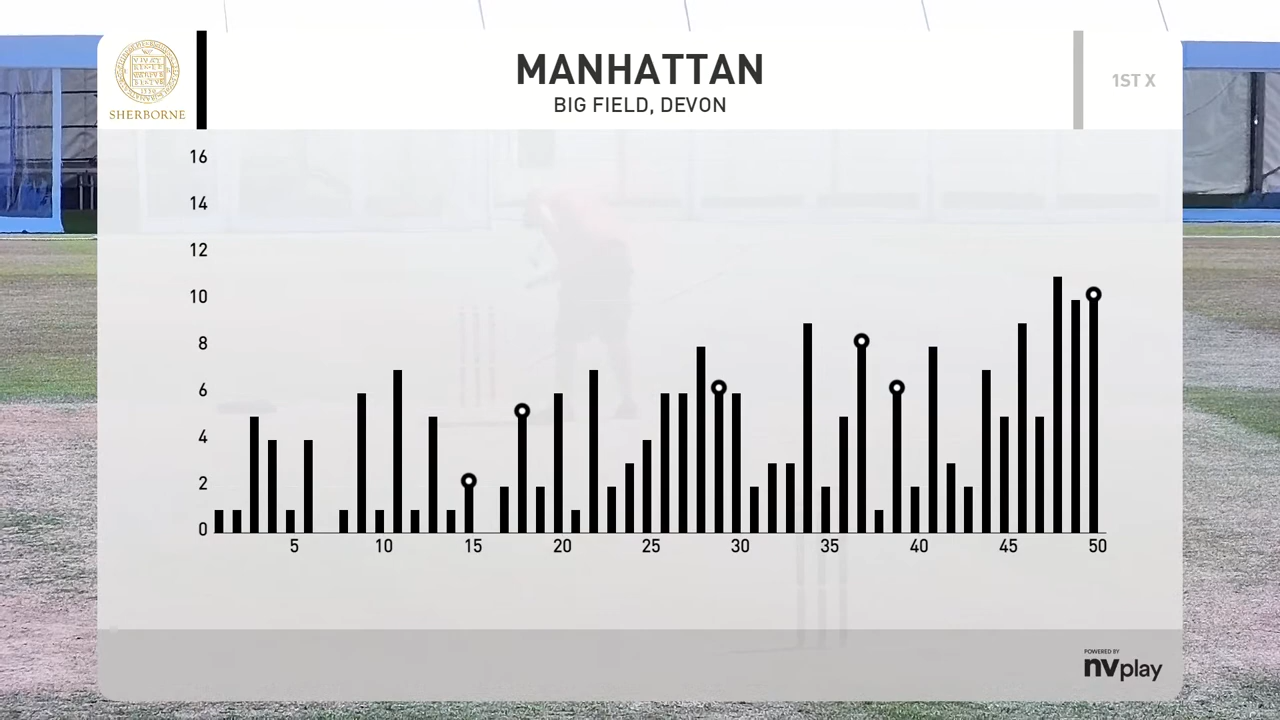 SHERBORNE
MANHATTAN
BIG FIELD, DEVON
1ST X
16
14
12
10
8
6
4
2
0
5 10 15 20 25 30 35 40 45 50
POWERED BY
nvplay